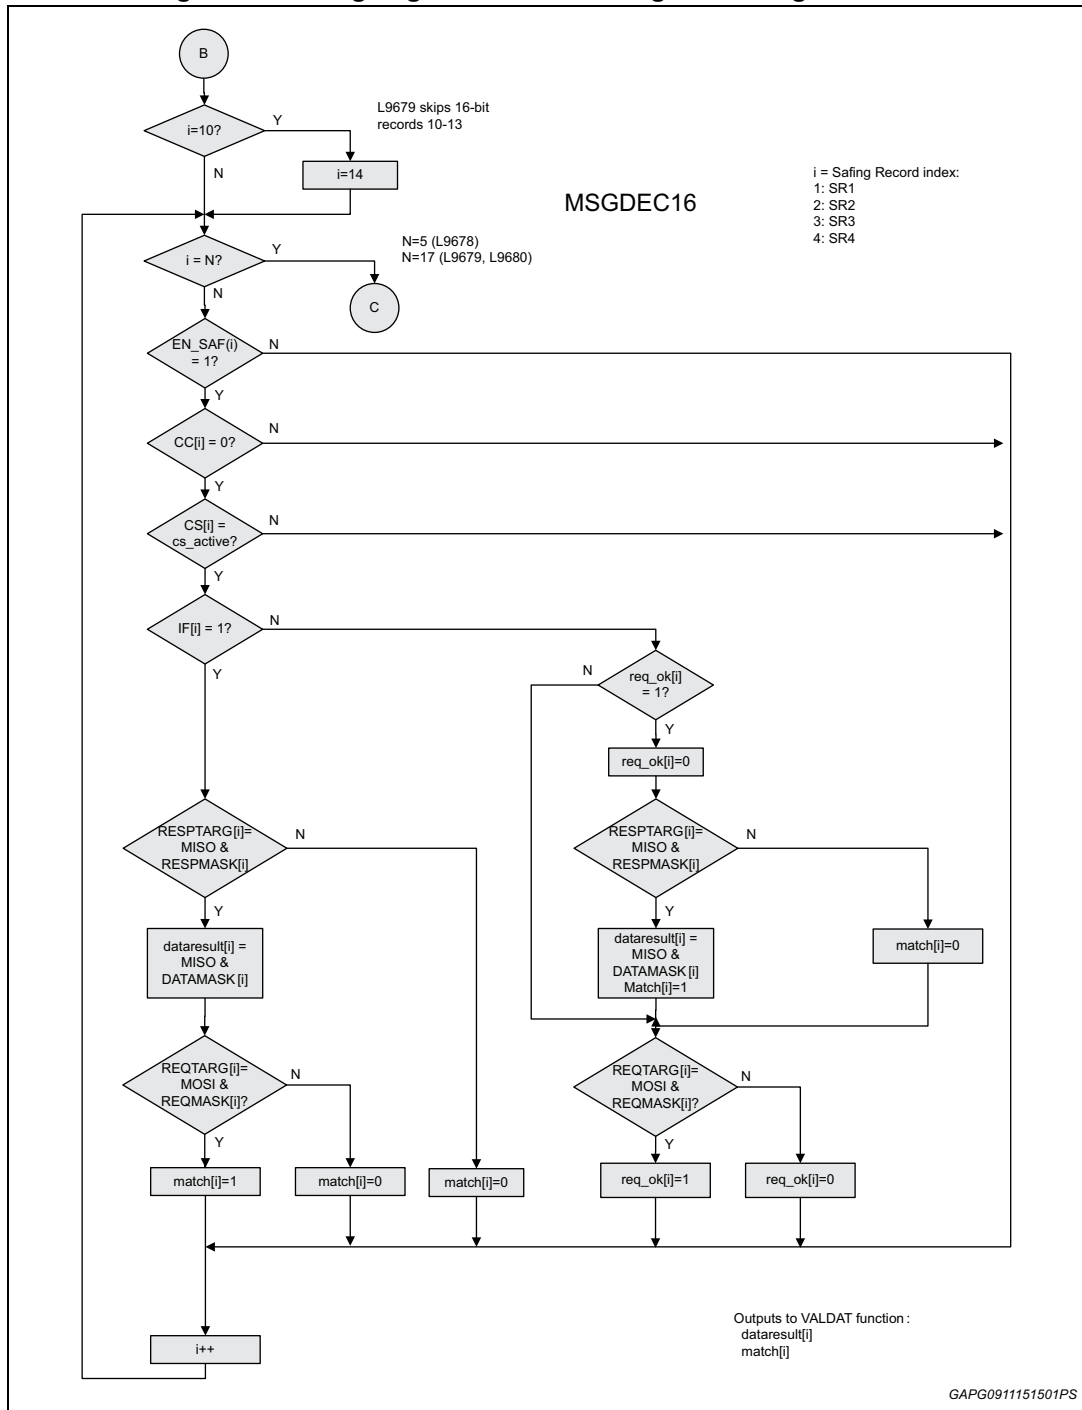 B
i=10?
Y
L9679 skips 16-bit
records 10-13
N
i=14
MSGDEC16
i = Safing Record index:
1: SR1
2: SR2
3: SR3
4: SR4
i = N?
Y
N=5 (L9678)
N=17 (L9679, L9680)
N
C
EN_SAF(i)
= 1?
N
Y
CC[i] = 0?
N
Y
CS[i] =
cs_active?
N
Y
IF[i] = 1?
N
Y
req_ok[i]
= 1?
N
Y
req_ok[i]=0
RESPTARG[i]=
MISO &
RESPMASK[i]
N
Y
RESPTARG[i]=
MISO &
RESPMASK[i]
N
Y
dataresult[i] =
MISO &
DATAMASK[i]
dataresult[i] =
MISO &
DATAMASK[i]
Match[i]=1
match[i]=0
REQTARG[i]=
MOSI &
REQMASK[i]?
N
Y
REQTARG[i]=
MOSI &
REQMASK[i]?
N
Y
match[i]=1
match[i]=0
match[i]=0
req_ok[i]=1
req_ok[i]=0
i++
Outputs to VALDAT function :
dataresult[i]
match[i]
GAPG0911151501PS